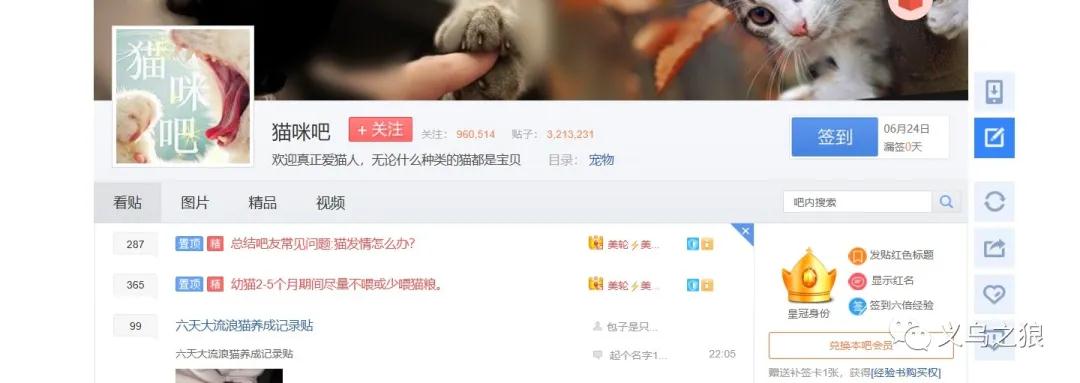 猫
咪
吧
猫咪吧 + 关注 关注： 960,514 贴子： 3,213,231
欢迎真正爱猫人，无论什么种类的猫都是宝贝 目录： 宠物
签到 06月24日
漏签0天
看贴 图片 精品 视频 吧内搜索
287 置顶 精 总结吧友常见问题:猫发情怎么办? 美轮⚡美...
365 置顶 精 幼猫2-5个月期间尽量不喂或少喂猫粮。 美轮⚡美...
99 六天大流浪猫养成记录贴 包子是只...
六天大流浪猫养成记录贴 起个名字1... 22:05
发贴红色标题
显示红名
签到六倍经验
皇冠身份
兑换本吧会员
赠送补签卡1张，获得[经验书购买权]
义乌之狼